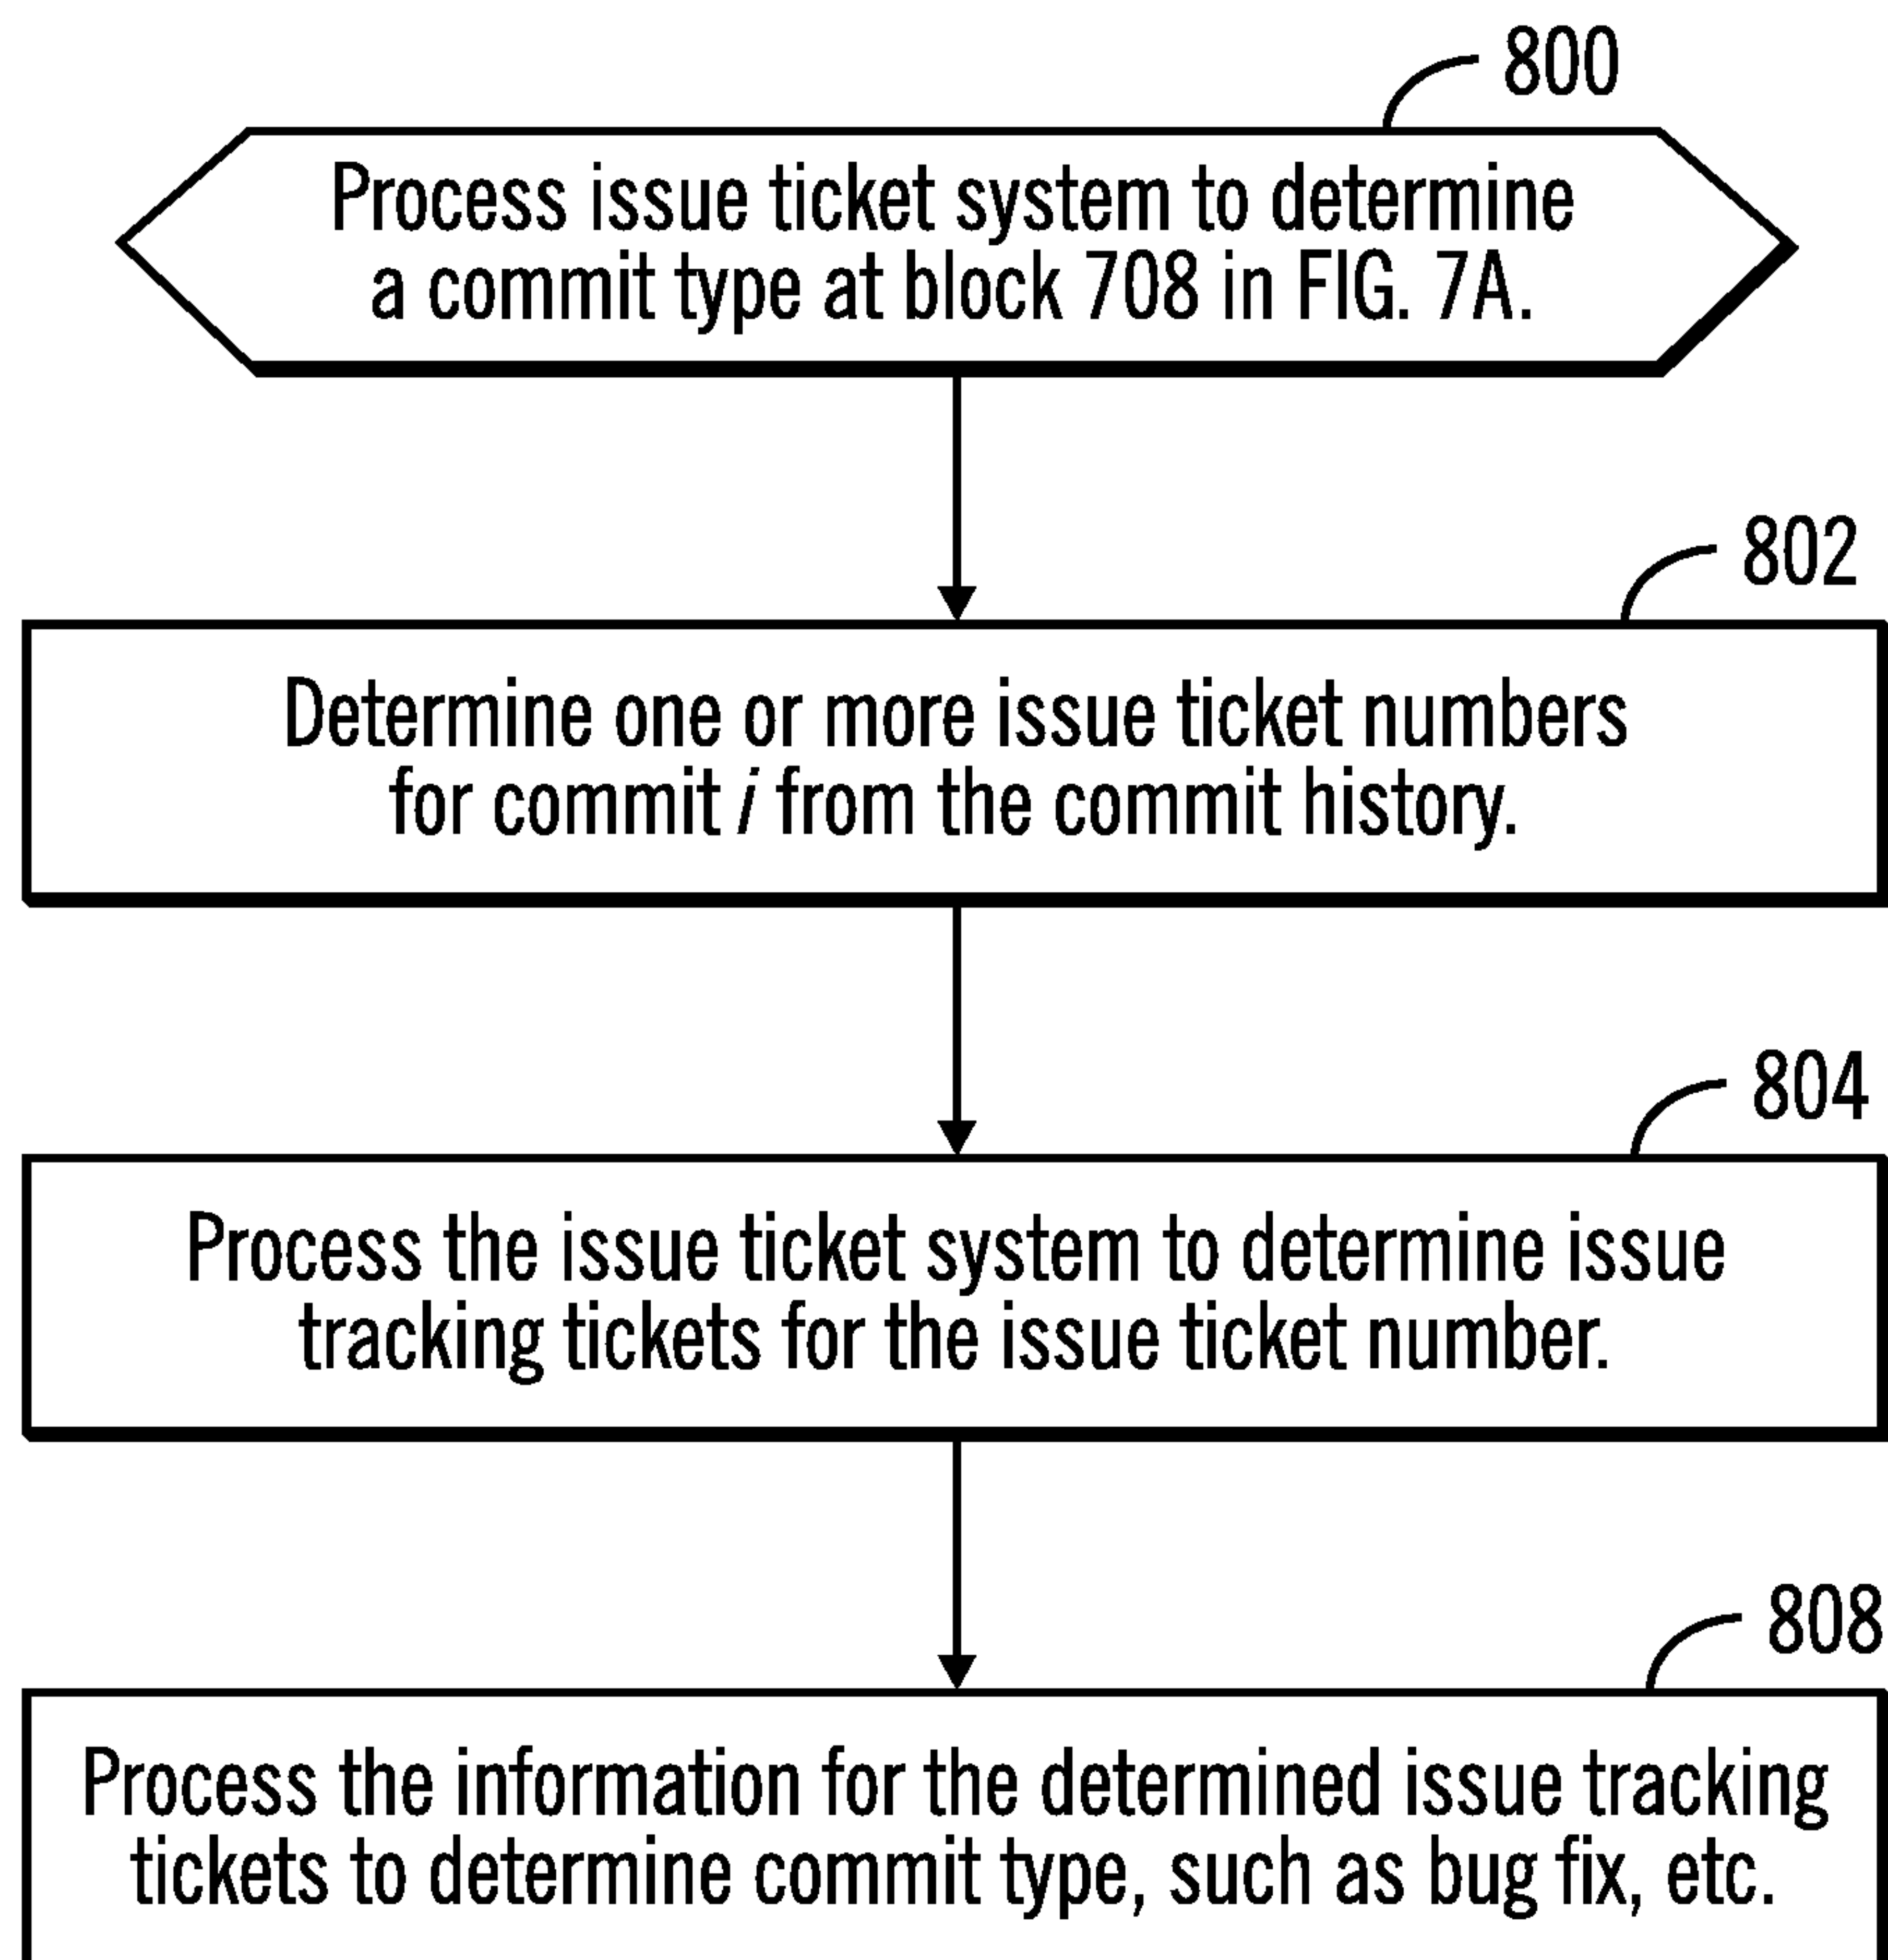 800
Process issue ticket system to determine
a commit type at block 708 in FIG. 7A.
802
Determine one or more issue ticket numbers
for commit i from the commit history.
804
Process the issue ticket system to determine issue
tracking tickets for the issue ticket number.
808
Process the information for the determined issue tracking
tickets to determine commit type, such as bug fix, etc.